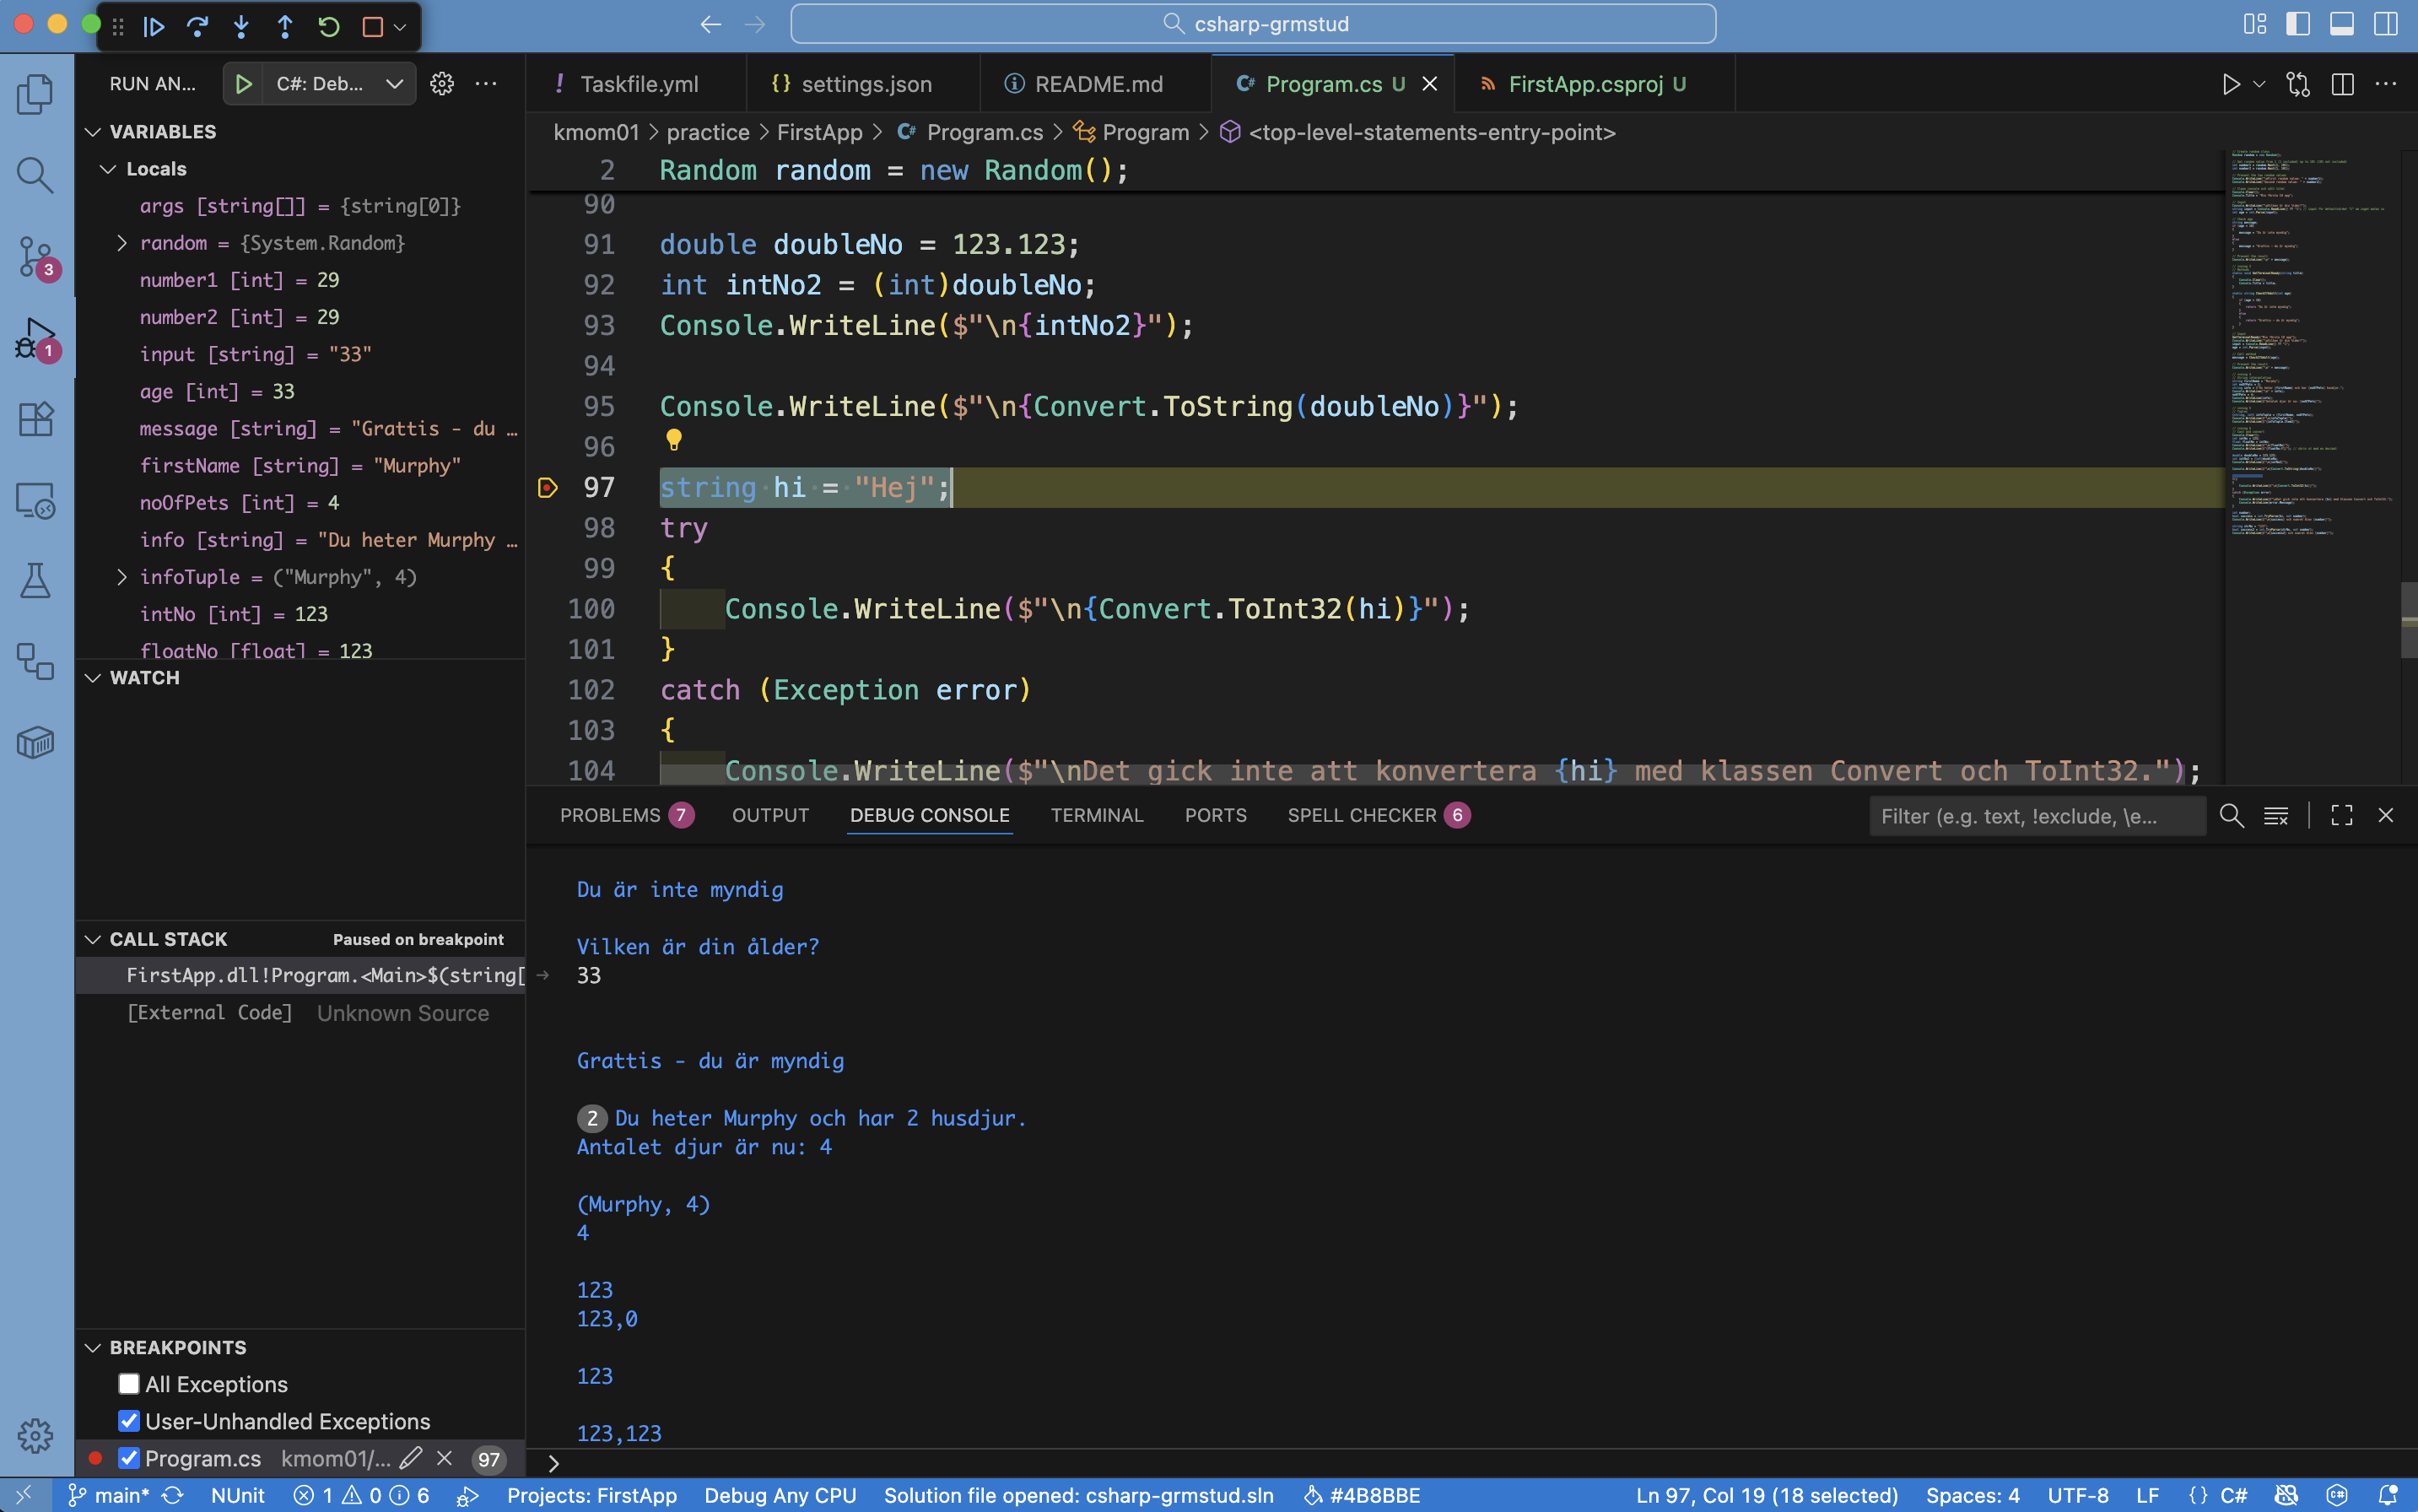 csharp-grmstud
RUN AN... C#: Deb...
Taskfile.yml settings.json README.md Program.cs U FirstApp.csproj U
kmom01 > practice > FirstApp > Program.cs > Program > <top-level-statements-entry-point>
VARIABLES
Locals
args [string[]] = {string[0]}
random = {System.Random}
number1 [int] = 29
number2 [int] = 29
input [string] = "33"
age [int] = 33
message [string] = "Grattis - du …
firstName [string] = "Murphy"
noOfPets [int] = 4
info [string] = "Du heter Murphy …
infoTuple = ("Murphy", 4)
intNo [int] = 123
floatNo [float] = 123
WATCH
CALL STACK Paused on breakpoint
FirstApp.dll!Program.<Main>$(string[
[External Code] Unknown Source
BREAKPOINTS
All Exceptions
User-Unhandled Exceptions
Program.cs kmom01/... 97
3
1
2 Random random = new Random();
90
91 double doubleNo = 123.123;
92 int intNo2 = (int)doubleNo;
93 Console.WriteLine($"\n{intNo2}");
94
95 Console.WriteLine($"\n{Convert.ToString(doubleNo)}");
96
97 string hi = "Hej";
98 try
99 {
100 Console.WriteLine($"\n{Convert.ToInt32(hi)}");
101 }
102 catch (Exception error)
103 {
104 Console.WriteLine($"\nDet gick inte att konvertera {hi} med klassen Convert och ToInt32.");
PROBLEMS 7 OUTPUT DEBUG CONSOLE TERMINAL PORTS SPELL CHECKER 6 Filter (e.g. text, !exclude, \e...
Du är inte myndig
Vilken är din ålder?
33
Grattis - du är myndig
2 Du heter Murphy och har 2 husdjur.
Antalet djur är nu: 4
(Murphy, 4)
4
123
123,0
123
123,123
main* NUnit 1 0 6 Projects: FirstApp Debug Any CPU Solution file opened: csharp-grmstud.sln #4B8BBE Ln 97, Col 19 (18 selected) Spaces: 4 UTF-8 LF {} C#